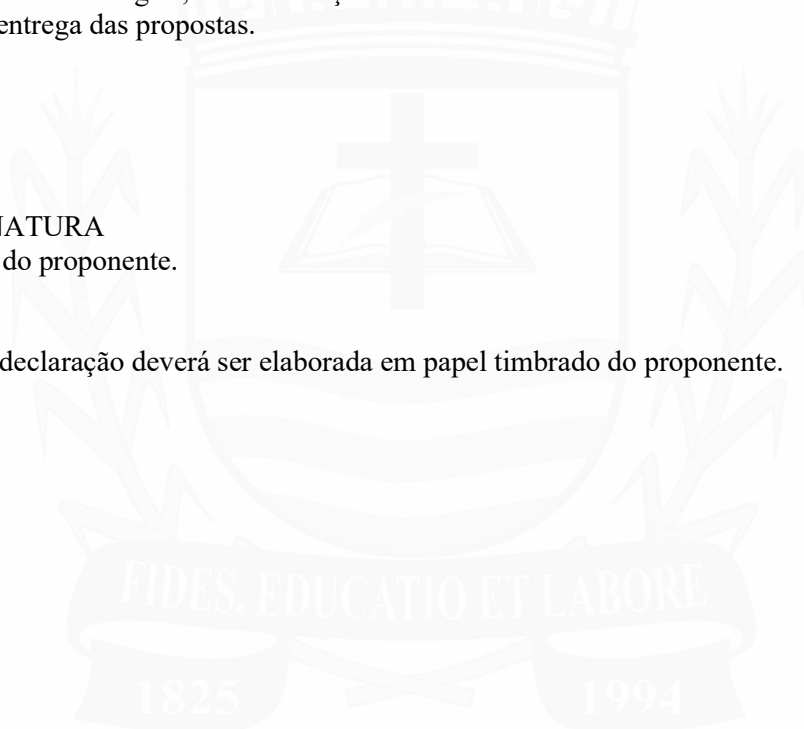 entrega das propostas.
NATURA
do proponente.
declaração deverá ser elaborada em papel timbrado do proponente.
FIDES, EDUCATIO ET LABORE
1825 1994